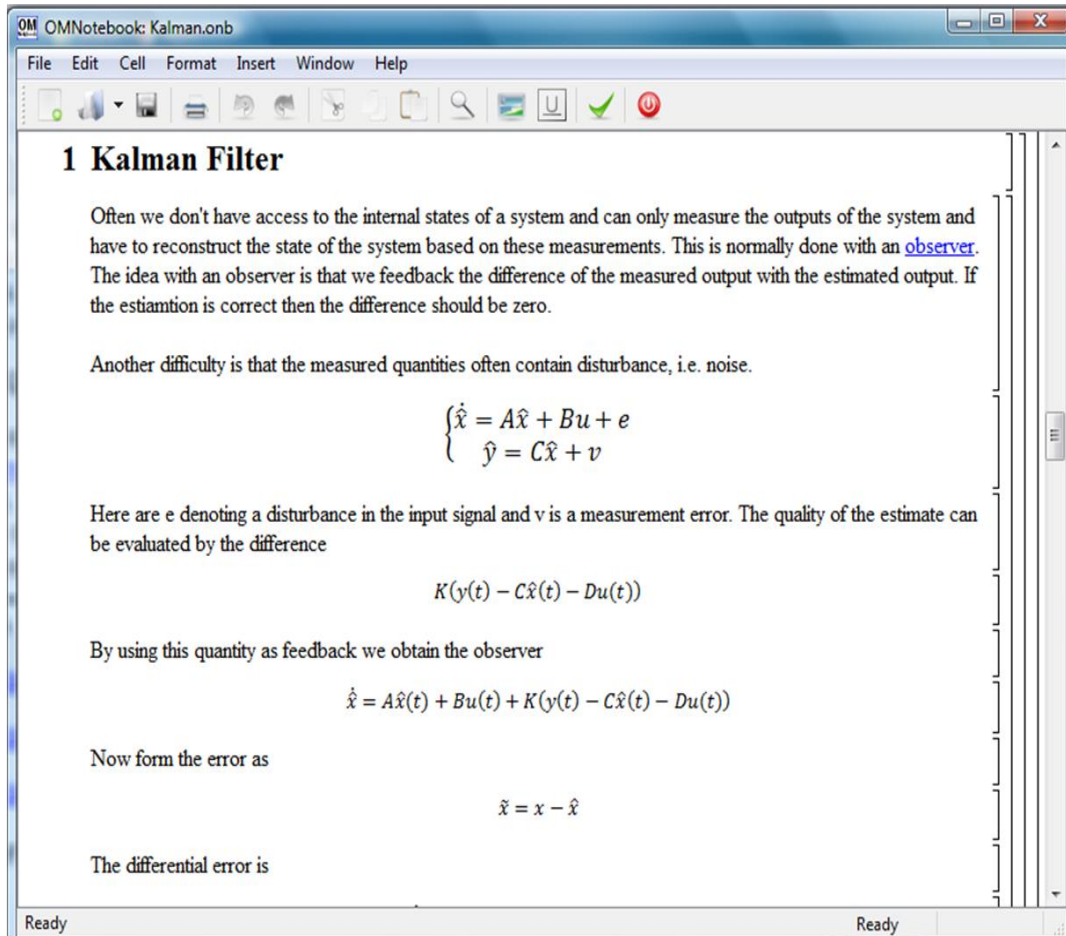 OMNotebook: Kalman.onb
File Edit Cell Format Insert Window Help
1 Kalman Filter
Often we don't have access to the internal states of a system and can only measure the outputs of the system and
have to reconstruct the state of the system based on these measurements. This is normally done with an observer.
The idea with an observer is that we feedback the difference of the measured output with the estimated output. If
the estiamtion is correct then the difference should be zero.
Another difficulty is that the measured quantities often contain disturbance, i.e. noise.
{ẋ̂ = Ax̂ + Bu + e
ŷ = Cx̂ + v
Here are e denoting a disturbance in the input signal and v is a measurement error. The quality of the estimate can
be evaluated by the difference
K(y(t) − Cx̂(t) − Du(t))
By using this quantity as feedback we obtain the observer
ẋ̂ = Ax̂(t) + Bu(t) + K(y(t) − Cx̂(t) − Du(t))
Now form the error as
x̃ = x − x̂
The differential error is
Ready Ready